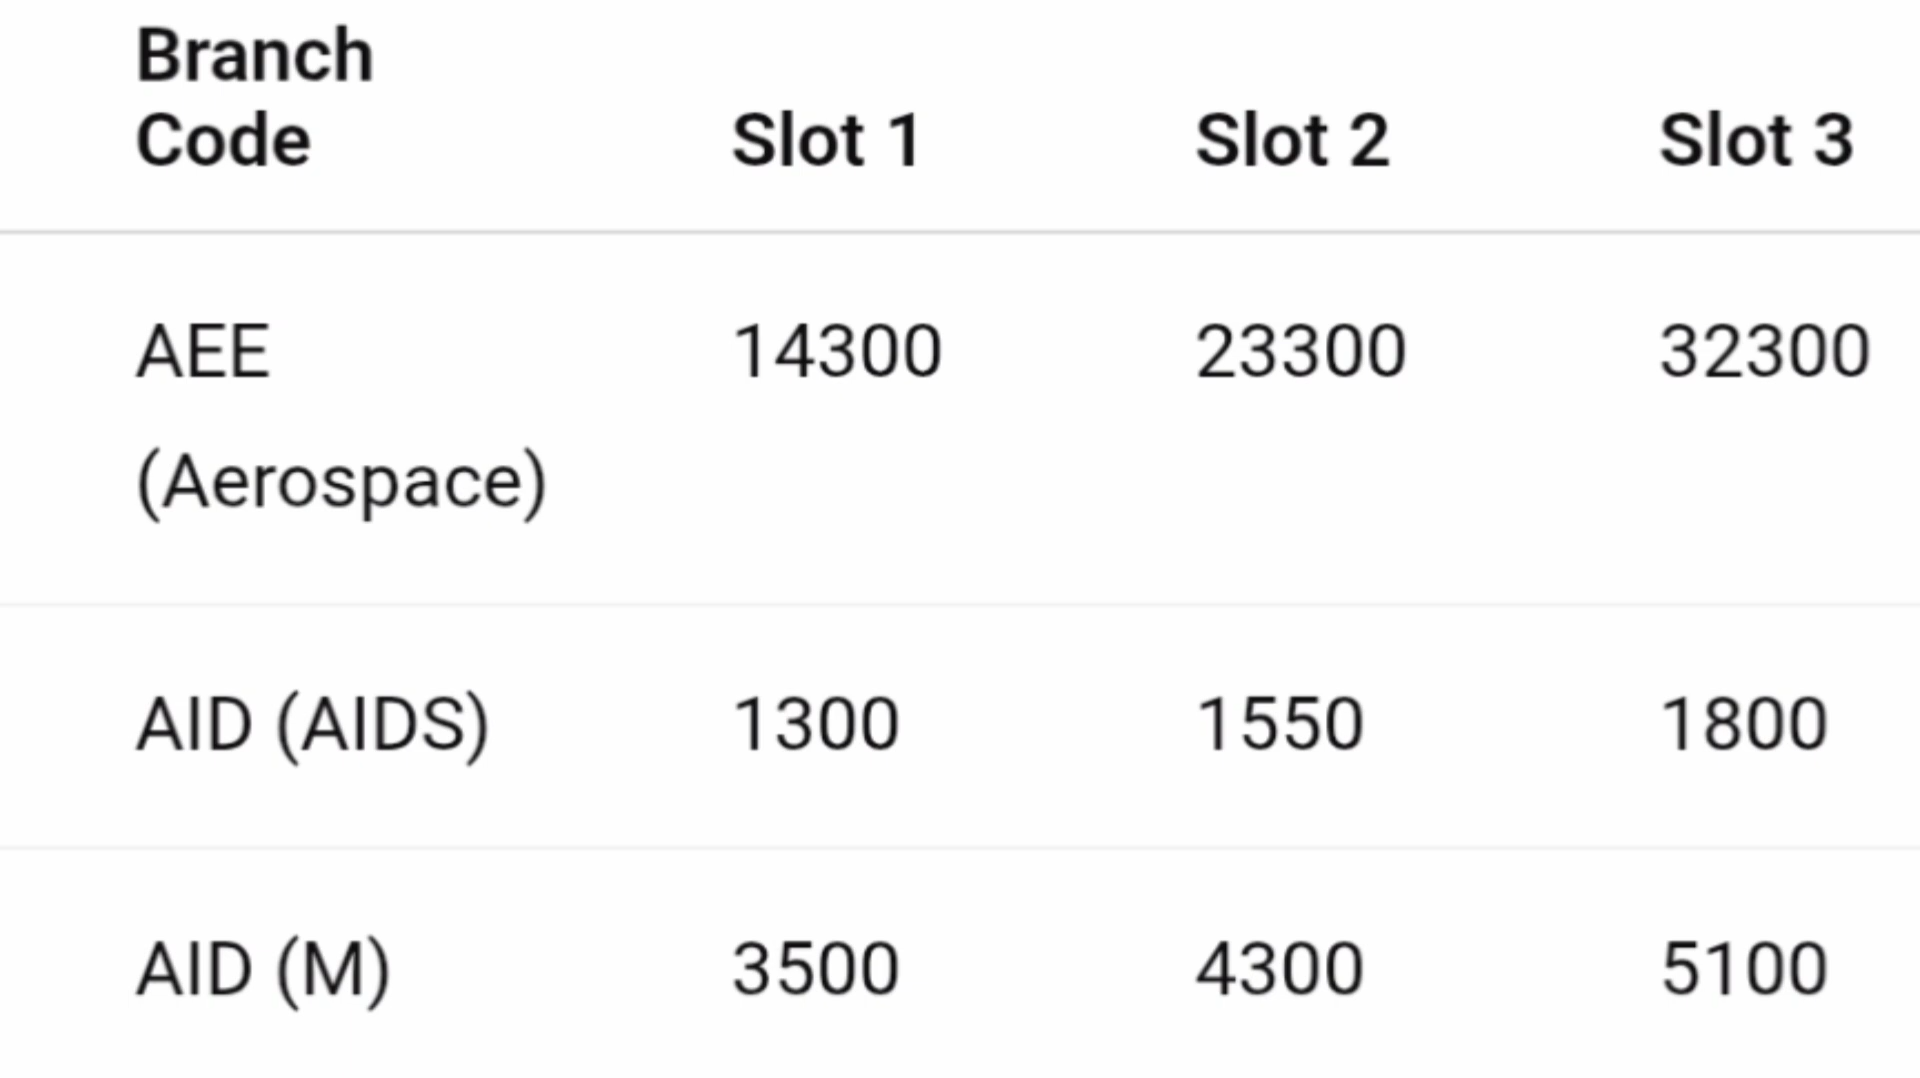 Branch
Code Slot 1 Slot 2 Slot 3
AEE 14300 23300 32300
(Aerospace)
AID (AIDS) 1300 1550 1800
AID (M) 3500 4300 5100